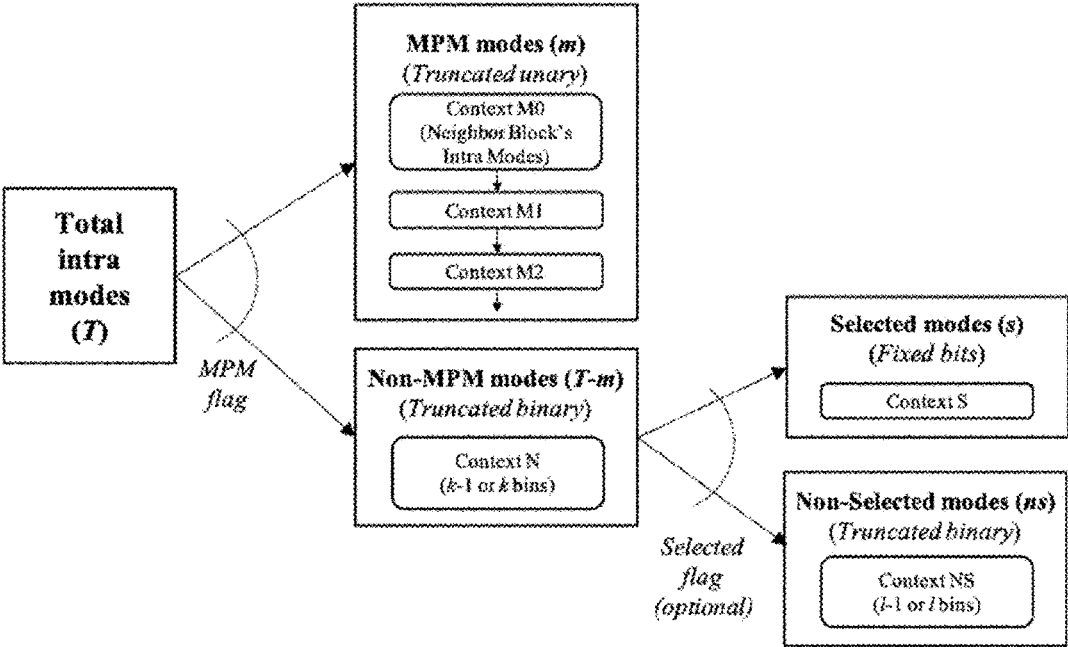 Total
intra
modes
(T)
MPM
flag
MPM modes (m)
(Truncated unary)
Context M0
(Neighbor Block's
Intra Modes)
Context M1
Context M2
Non-MPM modes (T-m)
(Truncated binary)
Context N
(k-1 or k bins)
Selected
flag
(optional)
Selected modes (s)
(Fixed bits)
Context S
Non-Selected modes (ns)
(Truncated binary)
Context NS
(l-1 or l bins)